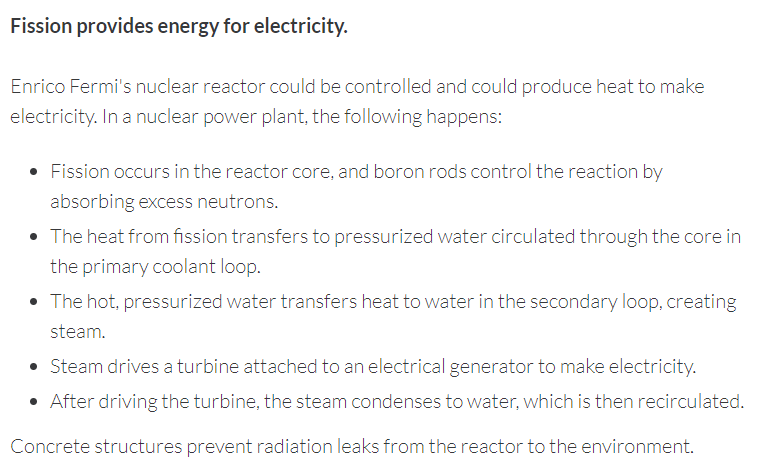 Fission provides energy for electricity.
Enrico Fermi's nuclear reactor could be controlled and could produce heat to make
electricity. In a nuclear power plant, the following happens:
• Fission occurs in the reactor core, and boron rods control the reaction by
absorbing excess neutrons.
• The heat from fission transfers to pressurized water circulated through the core in
the primary coolant loop.
• The hot, pressurized water transfers heat to water in the secondary loop, creating
steam.
• Steam drives a turbine attached to an electrical generator to make electricity.
• After driving the turbine, the steam condenses to water, which is then recirculated.
Concrete structures prevent radiation leaks from the reactor to the environment.